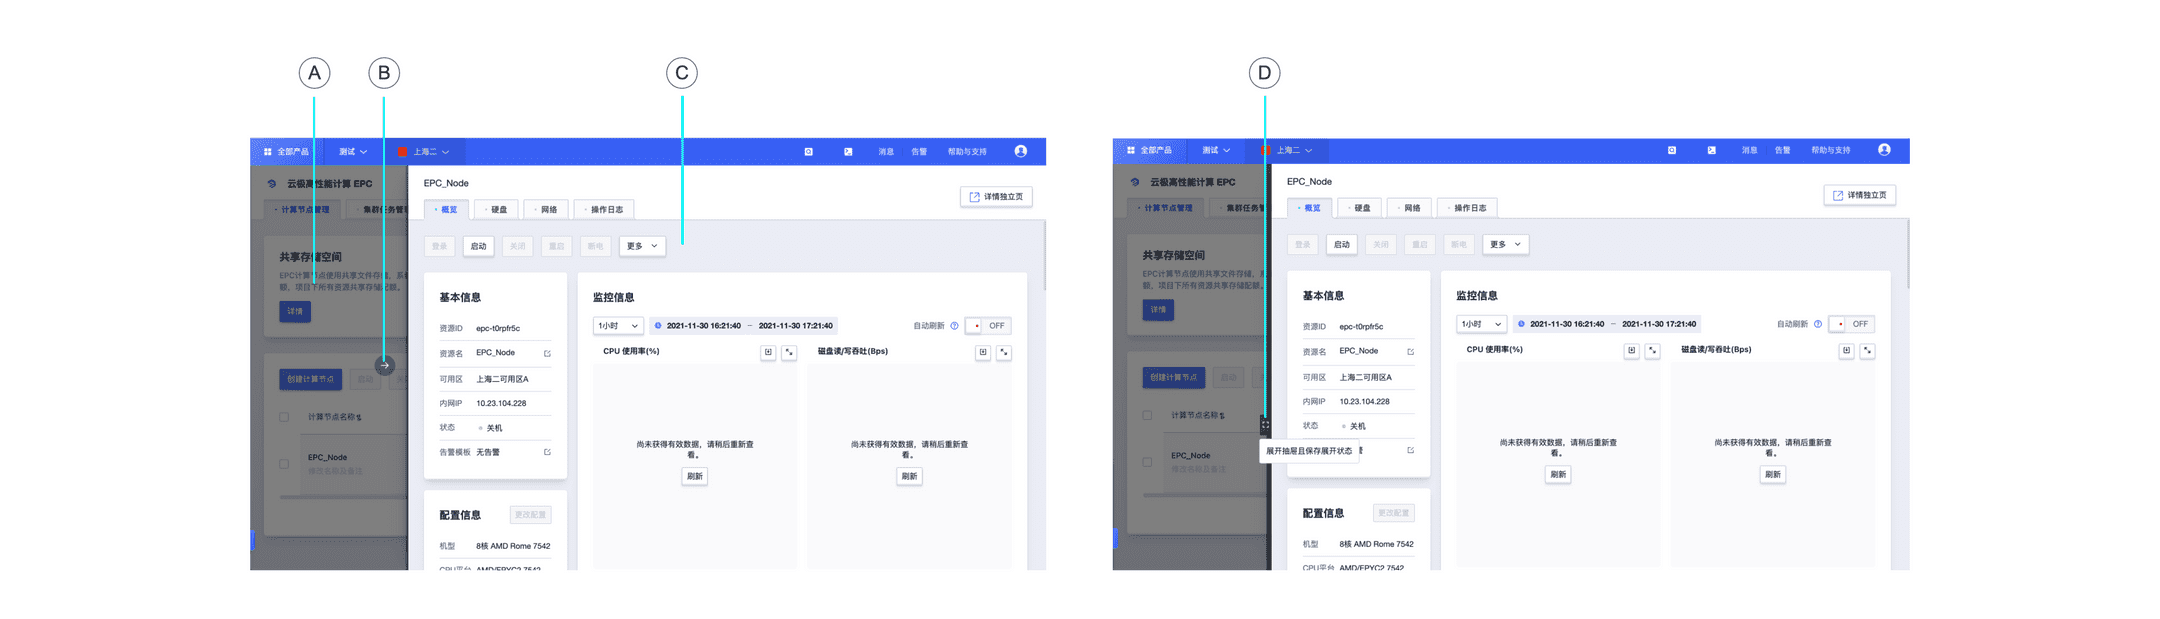 A
B
C
D
全部产品
测试
上海二
消息
告警
帮助与支持
云极高性能计算 EPC
计算节点管理
集群任务管
共享存储空间
EPC计算节点使用共享文件存储，系
额，项目下所有资源共享存储配额。
详情
创建计算节点
启动
关
计算节点名称
EPC_Node
修改名称及备注
EPC_Node
详情独立页
概览
硬盘
网络
操作日志
登录
启动
关闭
重启
断电
更多
基本信息
资源ID epc-t0rpfr5c
资源名 EPC_Node
可用区 上海二可用区A
内网IP 10.23.104.228
状态 关机
告警模板 无告警
配置信息
更改配置
机型 8核 AMD Rome 7542
CPU平台 AMD/EPYC2 7542
监控信息
1小时
2021-11-30 16:21:40 – 2021-11-30 17:21:40
自动刷新
OFF
CPU 使用率(%)
磁盘读/写吞吐(Bps)
尚未获得有效数据，请稍后重新查
看。
刷新
尚未获得有效数据，请稍后重新查
看。
刷新
全部产品
测试
上海二
消息
告警
帮助与支持
云极高性能计算 EPC
计算节点管理
集群任务管
共享存储空间
EPC计算节点使用共享文件存储，
额，项目下所有资源共享存储配额。
详情
创建计算节点
启动
计算节点名称
EPC_Node
修改名称及备注
EPC_Node
详情独立页
概览
硬盘
网络
操作日志
登录
启动
关闭
重启
断电
更多
基本信息
资源ID epc-t0rpfr5c
资源名 EPC_Node
可用区 上海二可用区A
内网IP 10.23.104.228
状态 关机
展开抽屉且保存展开状态
配置信息
更改配置
机型 8核 AMD Rome 7542
CPU平台 AMD/EPYC2 7542
监控信息
1小时
2021-11-30 16:21:40 – 2021-11-30 17:21:40
自动刷新
OFF
CPU 使用率(%)
磁盘读/写吞吐(Bps)
尚未获得有效数据，请稍后重新查
看。
刷新
尚未获得有效数据，请稍后重新查
看。
刷新